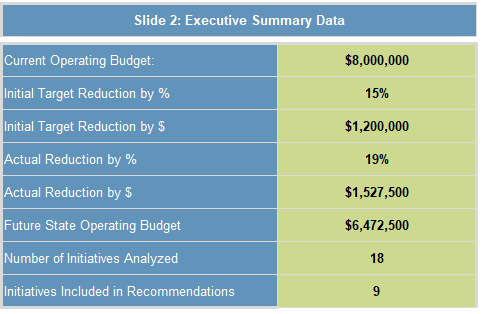 Slide 2: Executive Summary Data
Current Operating Budget: $8,000,000
Initial Target Reduction by % 15%
Initial Target Reduction by $ $1,200,000
Actual Reduction by % 19%
Actual Reduction by $ $1,527,500
Future State Operating Budget $6,472,500
Number of Initiatives Analyzed 18
Initiatives Included in Recommendations 9